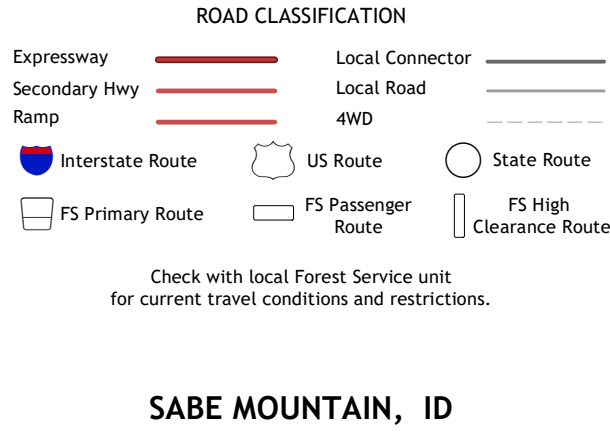 ROAD CLASSIFICATION
Expressway
Local Connector
Secondary Hwy
Local Road
Ramp
4WD
Interstate Route
US Route
State Route
FS Primary Route
FS Passenger
Route
FS High
Clearance Route
Check with local Forest Service unit
for current travel conditions and restrictions.
SABE MOUNTAIN, ID